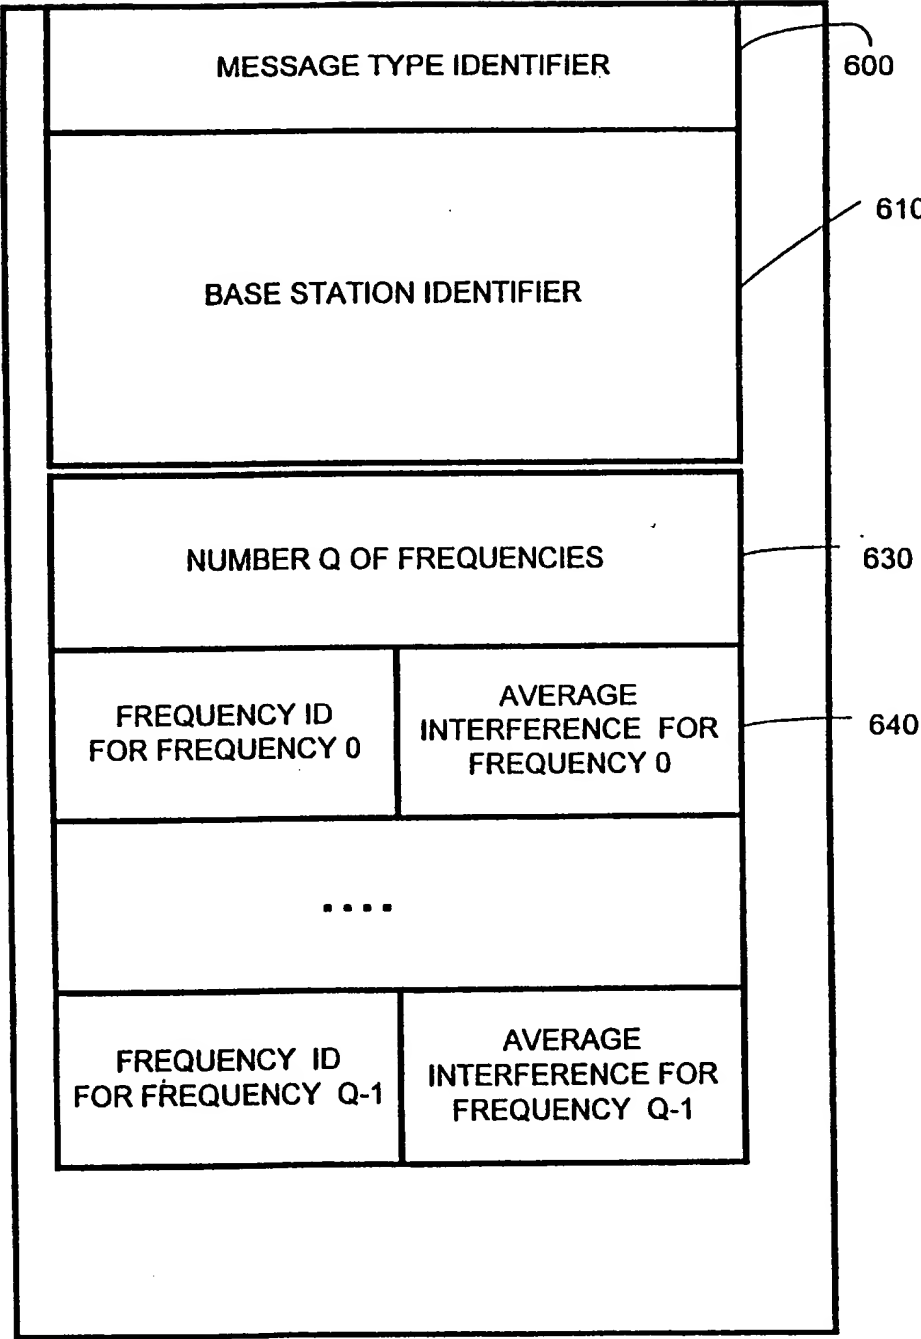 MESSAGE TYPE IDENTIFIER
600
BASE STATION IDENTIFIER
610
NUMBER Q OF FREQUENCIES
630
FREQUENCY ID
FOR FREQUENCY 0
AVERAGE
INTERFERENCE FOR
FREQUENCY 0
640
....
FREQUENCY ID
FOR FREQUENCY Q-1
AVERAGE
INTERFERENCE FOR
FREQUENCY Q-1